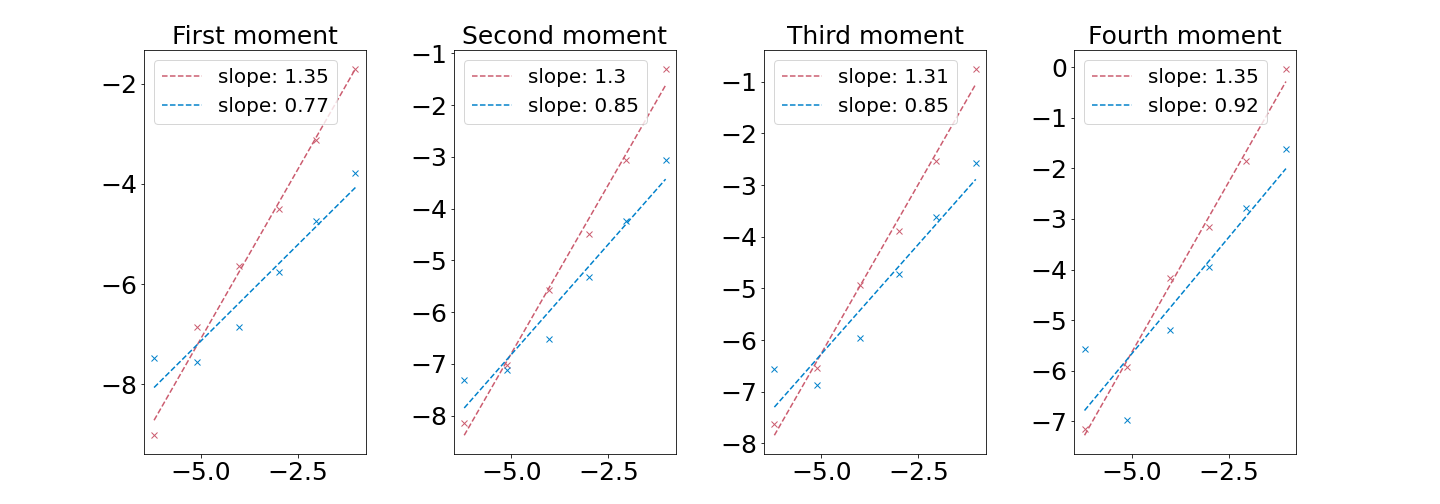 First moment
slope: 1.35
slope: 0.77
−2
−4
−6
−8
−5.0 −2.5
Second moment
slope: 1.3
slope: 0.85
−1
−2
−3
−4
−5
−6
−7
−8
−5.0 −2.5
Third moment
slope: 1.31
slope: 0.85
−1
−2
−3
−4
−5
−6
−7
−8
−5.0 −2.5
Fourth moment
slope: 1.35
slope: 0.92
0
−1
−2
−3
−4
−5
−6
−7
−5.0 −2.5